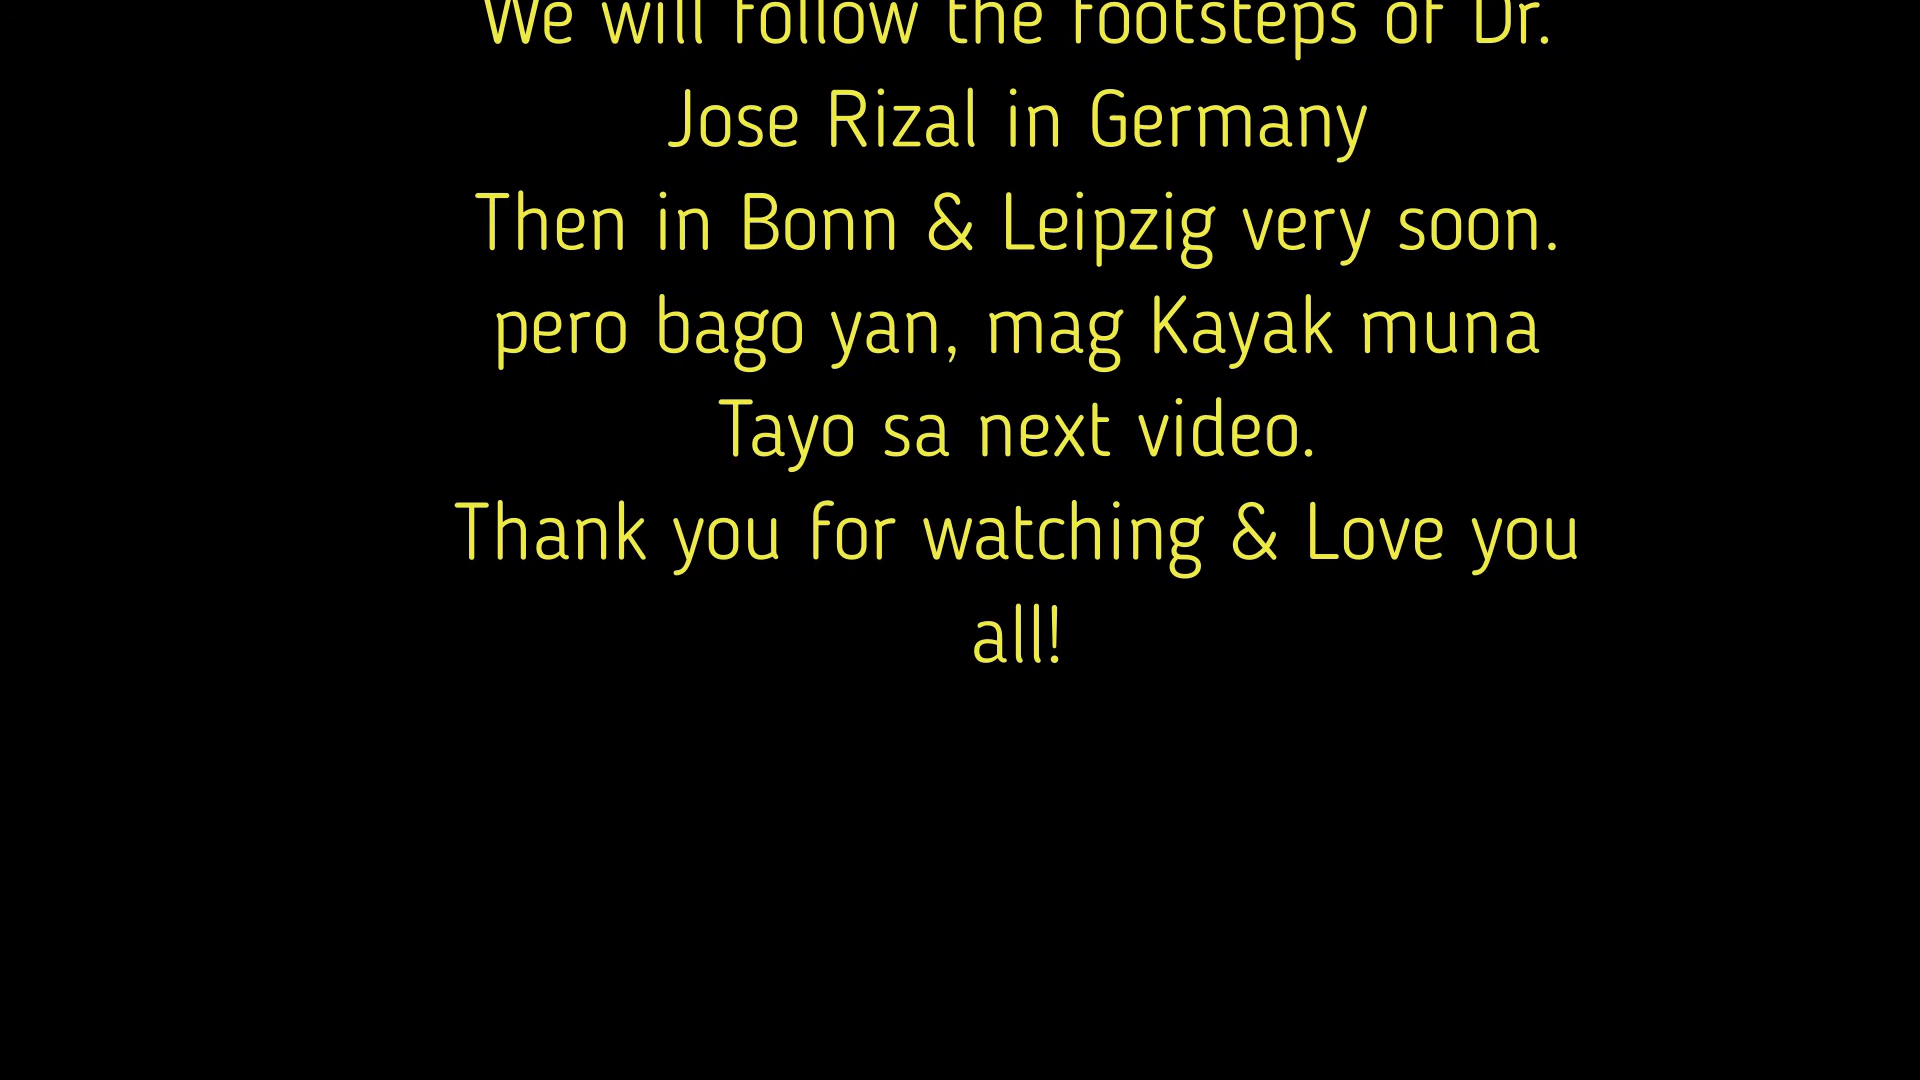 We will follow the footsteps of Dr.
Jose Rizal in Germany
Then in Bonn & Leipzig very soon.
pero bago yan, mag Kayak muna
Tayo sa next video.
Thank you for watching & Love you
all!